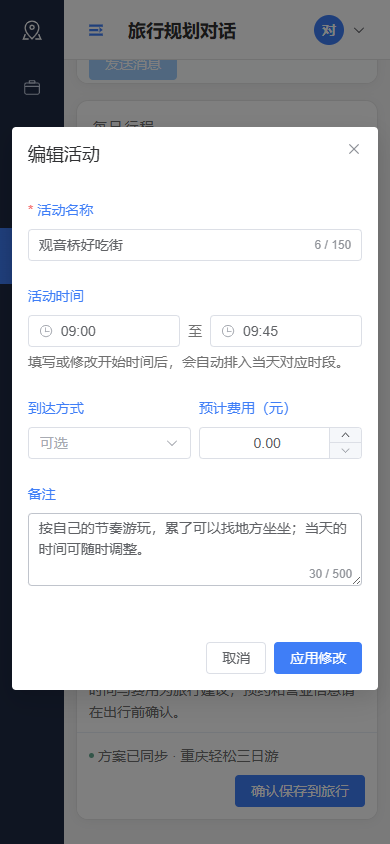 旅行规划对话
对
发送消息
每日行程
编辑活动
* 活动名称
观音桥好吃街
6 / 150
活动时间
09:00 至 09:45
填写或修改开始时间后，会自动排入当天对应时段。
到达方式 预计费用（元）
可选 0.00
备注
按自己的节奏游玩，累了可以找地方坐坐；当天的
时间可随时调整。
30 / 500
取消 应用修改
时间与费用为旅行建议，预约和营业信息请
在出行前确认。
方案已同步 · 重庆轻松三日游
确认保存到旅行